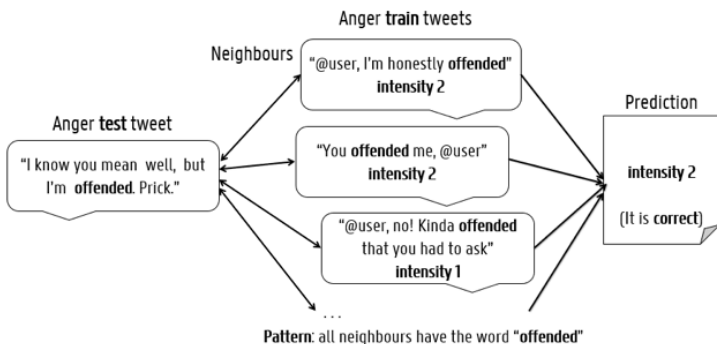 Anger train tweets
Neighbours
“@user, I'm honestly offended”
intensity 2
Anger test tweet
“I know you mean well, but
I'm offended. Prick.”
“You offended me, @user”
intensity 2
“@user, no! Kinda offended
that you had to ask”
intensity 1
...
Prediction
intensity 2
(It is correct)
Pattern: all neighbours have the word “offended”